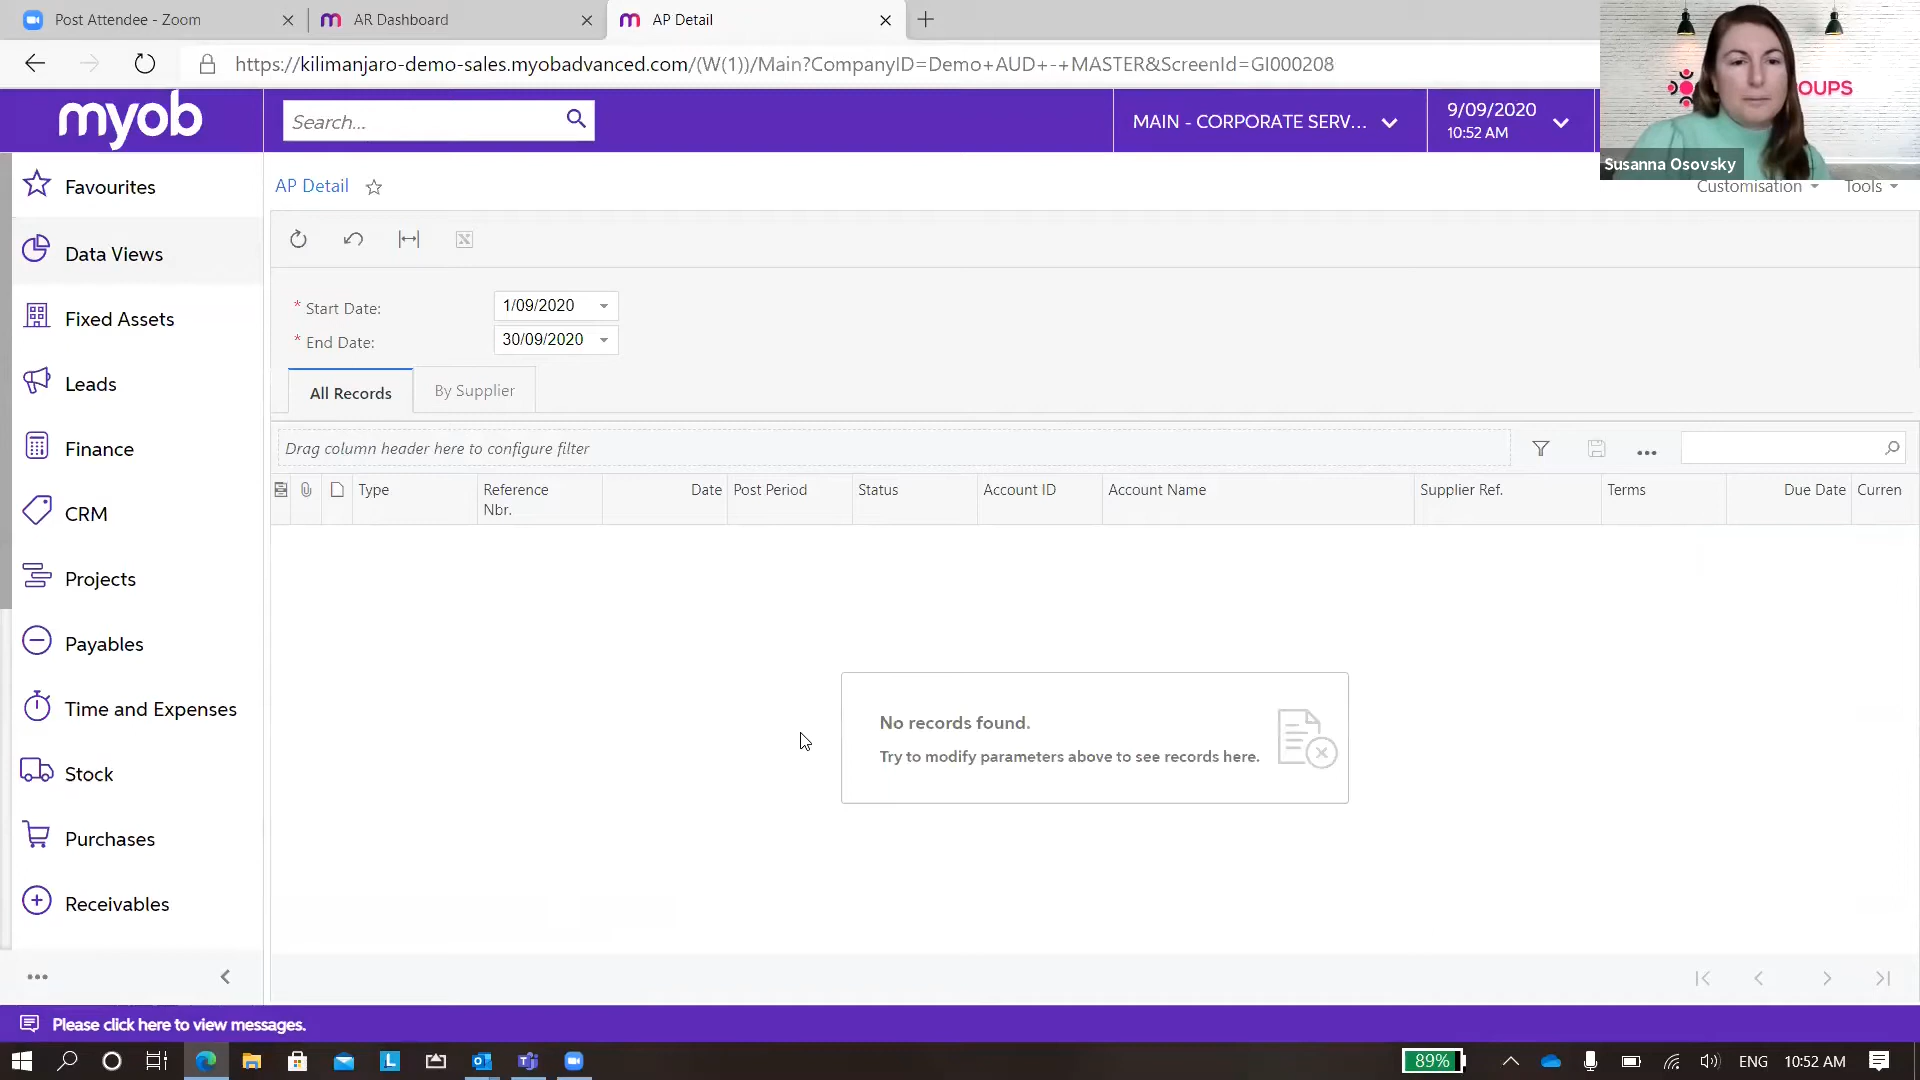 Post Attendee - Zoom
AR Dashboard
AP Detail
https://kilimanjaro-demo-sales.myobadvanced.com/(W(1))/Main?CompanyID=Demo+AUD+-+MASTER&ScreenId=GI000208
myob
Search...
MAIN - CORPORATE SERV...
9/09/2020
10:52 AM
OUPS
Susanna Osovsky
Favourites
AP Detail
Customisation
Tools
Data Views
Fixed Assets
Leads
Finance
CRM
Projects
Payables
Time and Expenses
Stock
Purchases
Receivables
* Start Date:
1/09/2020
* End Date:
30/09/2020
All Records
By Supplier
Drag column header here to configure filter
Type
Reference Nbr.
Date
Post Period
Status
Account ID
Account Name
Supplier Ref.
Terms
Due Date
Curren
No records found.
Try to modify parameters above to see records here.
Please click here to view messages.
89%
ENG
10:52 AM